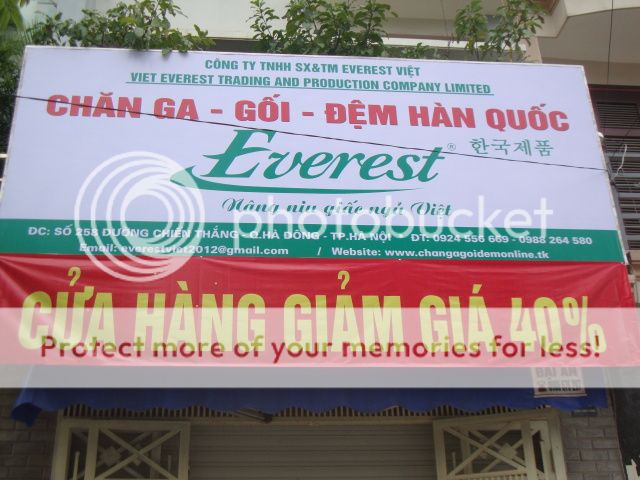 CÔNG TY TNHH SX&TM EVEREST VIỆT
VIET EVEREST TRADING AND PRODUCTION COMPANY LIMITED
CHĂN GA - GỐI - ĐỆM HÀN QUỐC
Everest ® 한국제품
Nâng niu giấc ngủ Việt
photobucket
ĐC: SỐ 258 ĐƯỜNG CHIẾN THẮNG - Q.HÀ ĐÔNG - TP.HÀ NỘI - ĐT: 0924 556 669 - 0988 264 580
Email: everestviet2012@gmail.com / Website: www.changagoidemonline.tk
CỬA HÀNG GIẢM GIÁ 40%
Protect more of your memories for less!
ĐẠI AN